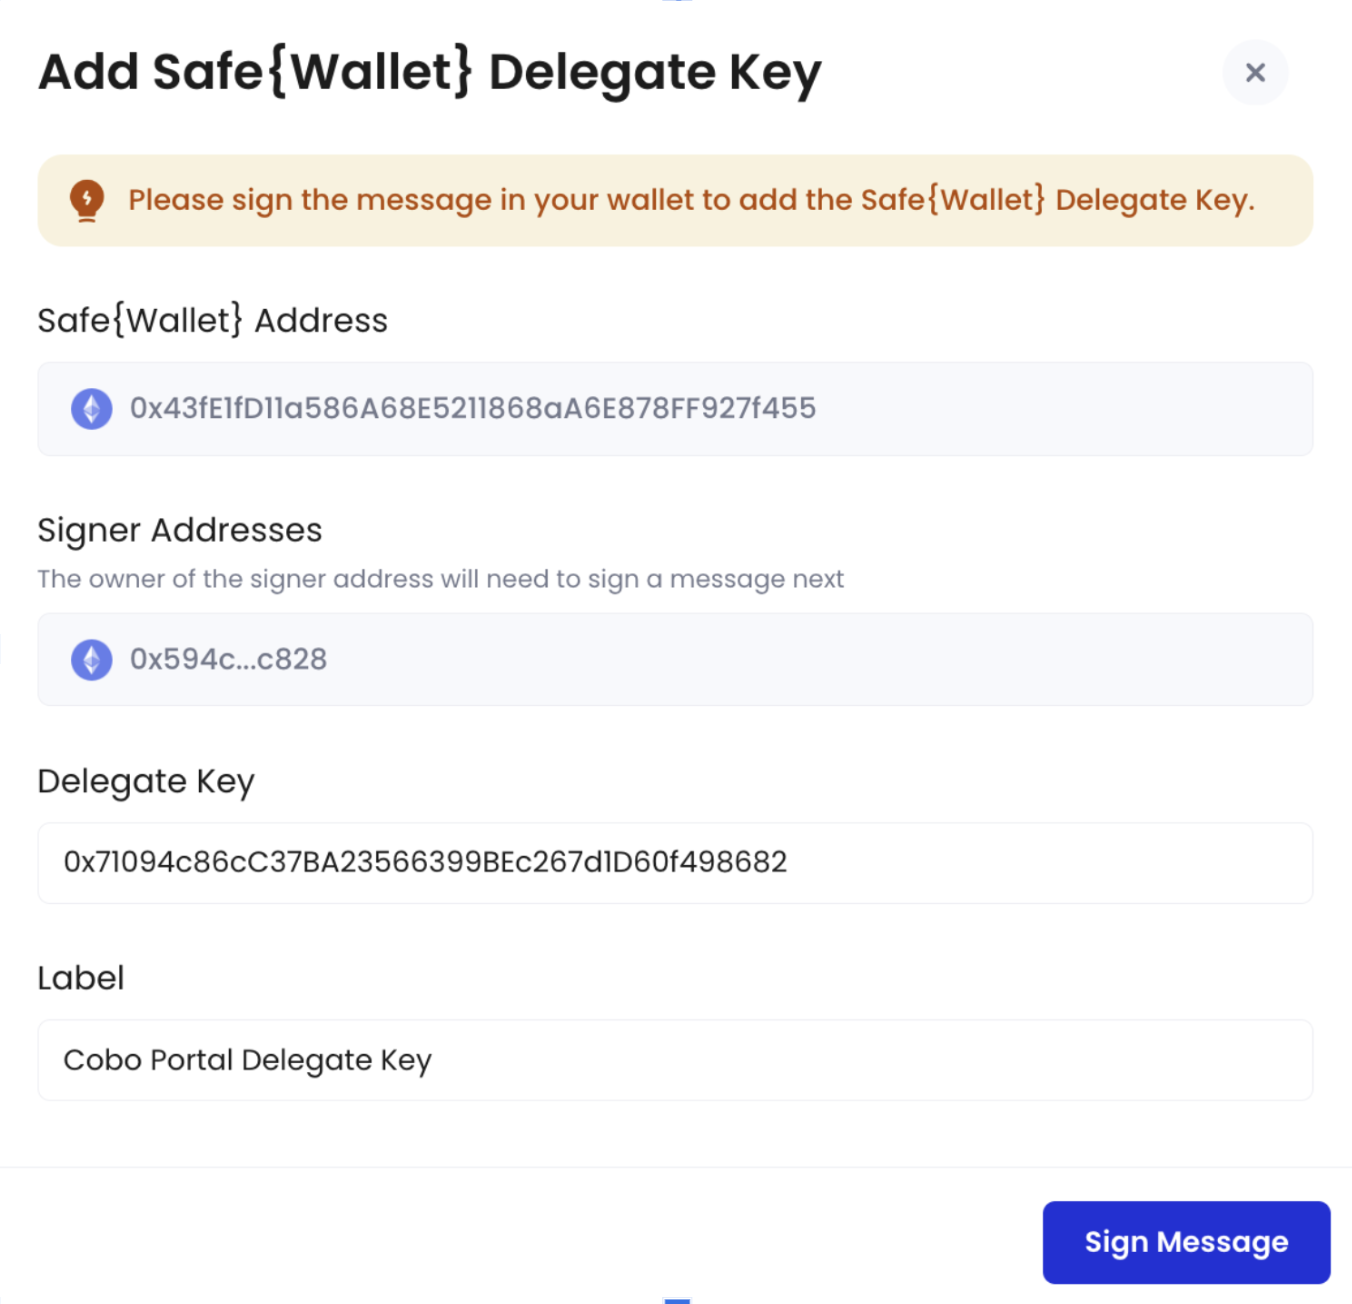 Add Safe{Wallet} Delegate Key
Please sign the message in your wallet to add the Safe{Wallet} Delegate Key.
Safe{Wallet} Address
0x43fE1fD11a586A68E5211868aA6E878FF927f455
Signer Addresses
The owner of the signer address will need to sign a message next
0x594c...c828
Delegate Key
0x71094c86cC37BA23566399BEc267d1D60f498682
Label
Cobo Portal Delegate Key
Sign Message